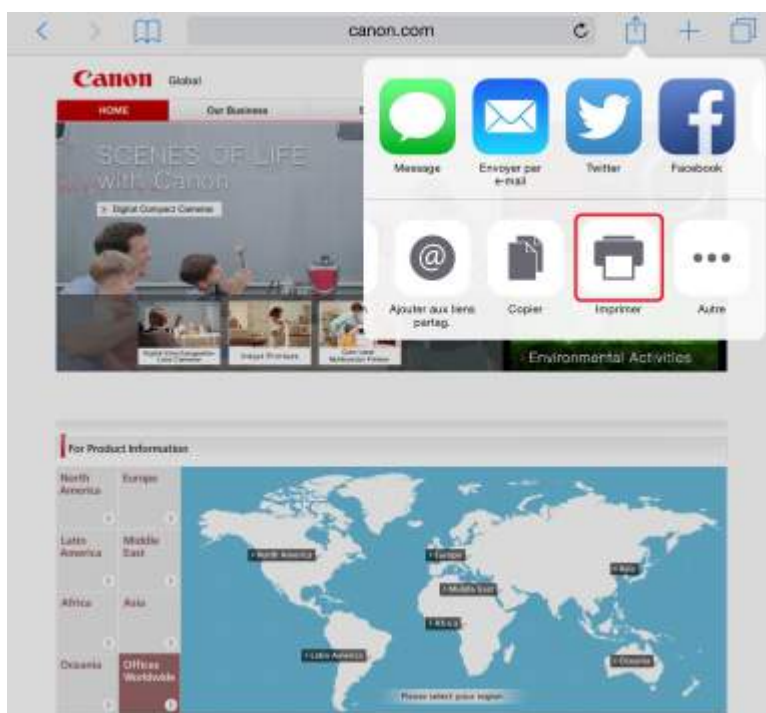 canon.com
Canon Global
HOME
Our Business
SCENES OF LIFE
with Canon
Digital Compact Cameras
Message
Envoyer par
e-mail
Twitter
Facebook
Ajouter aux liens
partag.
Copier
Imprimer
Autre
Inkjet Printers
Environmental Activities
For Product Information
North
America
Europe
Latin
America
Middle
East
Africa
Asia
Oceania
Offices
Worldwide
North America
Europe
Asia
Middle East
Africa
Latin America
Oceania
Please select your region